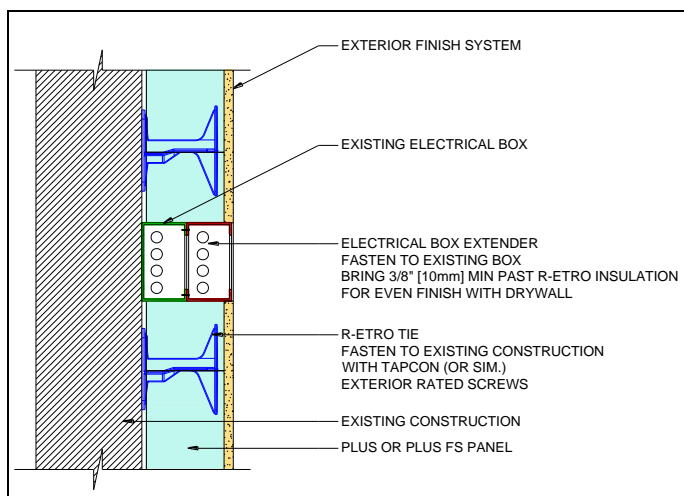 EXTERIOR FINISH SYSTEM
EXISTING ELECTRICAL BOX
ELECTRICAL BOX EXTENDER
FASTEN TO EXISTING BOX
BRING 3/8" [10mm] MIN PAST R-ETRO INSULATION
FOR EVEN FINISH WITH DRYWALL
R-ETRO TIE
FASTEN TO EXISTING CONSTRUCTION
WITH TAPCON (OR SIM.)
EXTERIOR RATED SCREWS
EXISTING CONSTRUCTION
PLUS OR PLUS FS PANEL